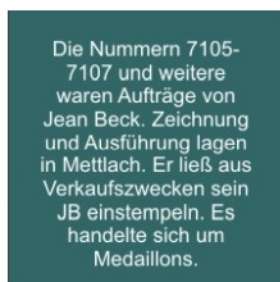 Die Nummern 7105-
7107 und weitere
waren Aufträge von
Jean Beck. Zeichnung
und Ausführung lagen
in Mettlach. Er ließ aus
Verkaufszwecken sein
JB einstempeln. Es
handelte sich um
Medaillons.